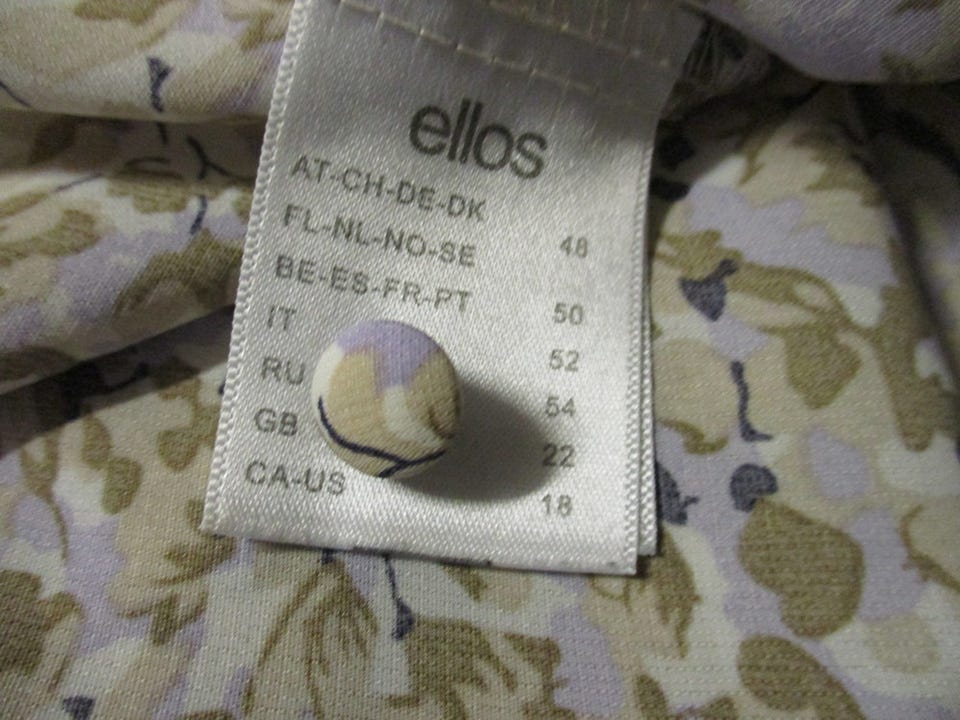 ellos
AT-CH-DE-DK
FL-NL-NO-SE 48
BE-ES-FR-PT 50
IT 52
RU 54
GB 22
CA-US 18